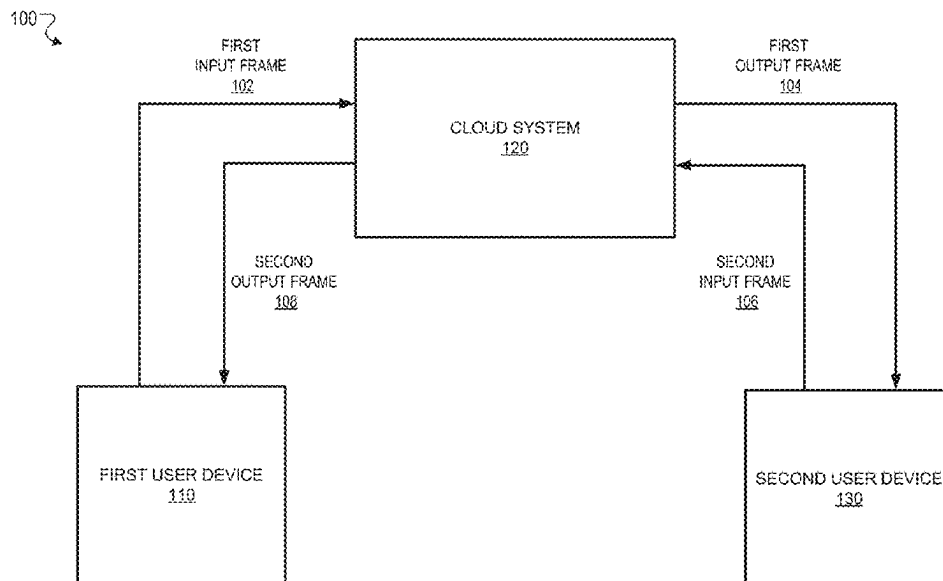 100
FIRST
INPUT FRAME
102
FIRST
OUTPUT FRAME
104
CLOUD SYSTEM
120
SECOND
OUTPUT FRAME
108
SECOND
INPUT FRAME
106
FIRST USER DEVICE
110
SECOND USER DEVICE
130